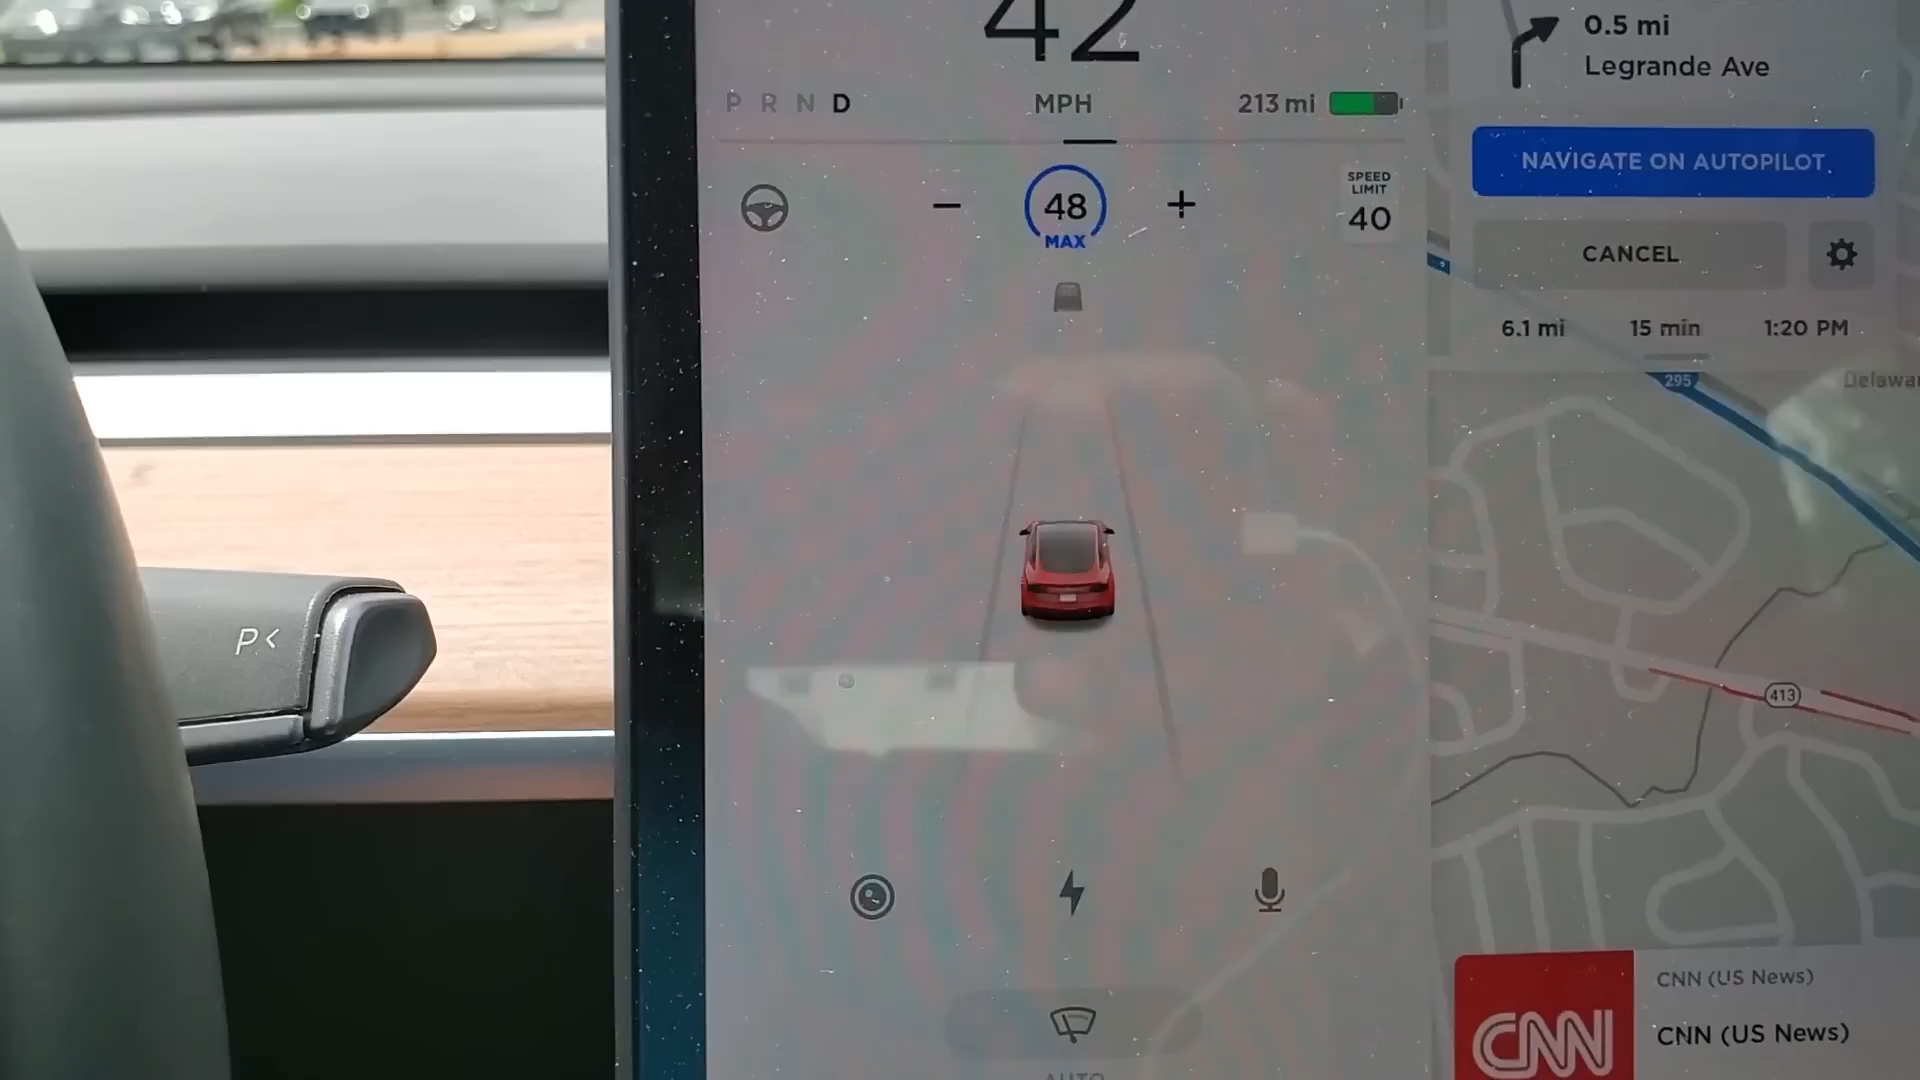 42
P R N D
MPH
213 mi
48
MAX
SPEED
LIMIT
40
0.5 mi
Legrande Ave
NAVIGATE ON AUTOPILOT
CANCEL
6.1 mi 15 min 1:20 PM
295
413
P<
AUTO
CNN
CNN (US News)
CNN (US News)